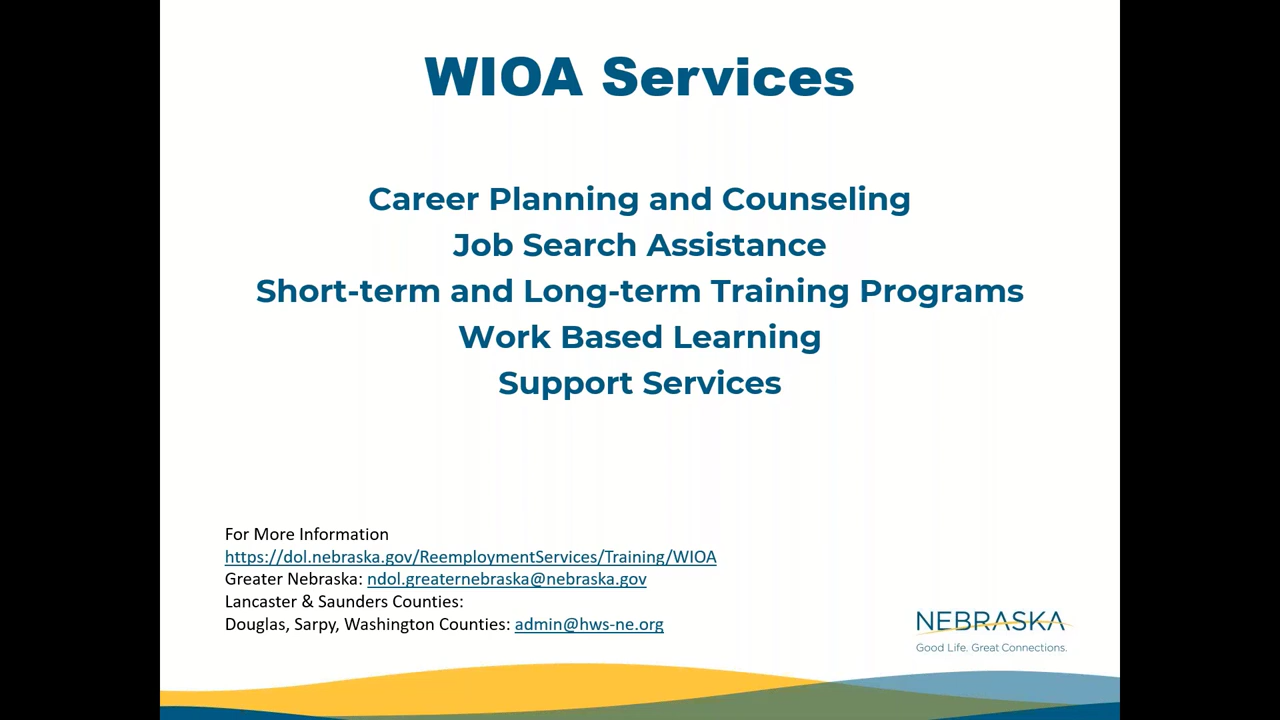 WIOA Services
Career Planning and Counseling
Job Search Assistance
Short-term and Long-term Training Programs
Work Based Learning
Support Services
For More Information
https://dol.nebraska.gov/ReemploymentServices/Training/WIOA
Greater Nebraska: ndol.greaternebraska@nebraska.gov
Lancaster & Saunders Counties:
Douglas, Sarpy, Washington Counties: admin@hws-ne.org
NEBRASKA
Good Life. Great Connections.